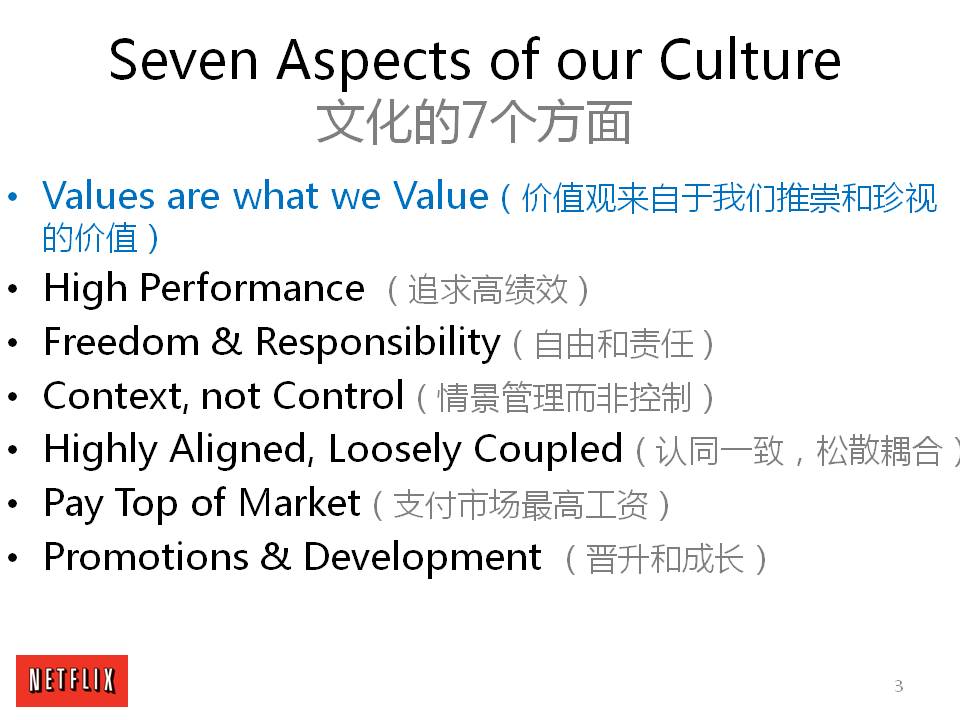 Seven Aspects of our Culture
文化的7个方面
• Values are what we Value（价值观来自于我们推崇和珍视
的价值）
• High Performance （追求高绩效）
• Freedom & Responsibility（自由和责任）
• Context, not Control（情景管理而非控制）
• Highly Aligned, Loosely Coupled（认同一致，松散耦合）
• Pay Top of Market（支付市场最高工资）
• Promotions & Development （晋升和成长）
NETFLIX
3